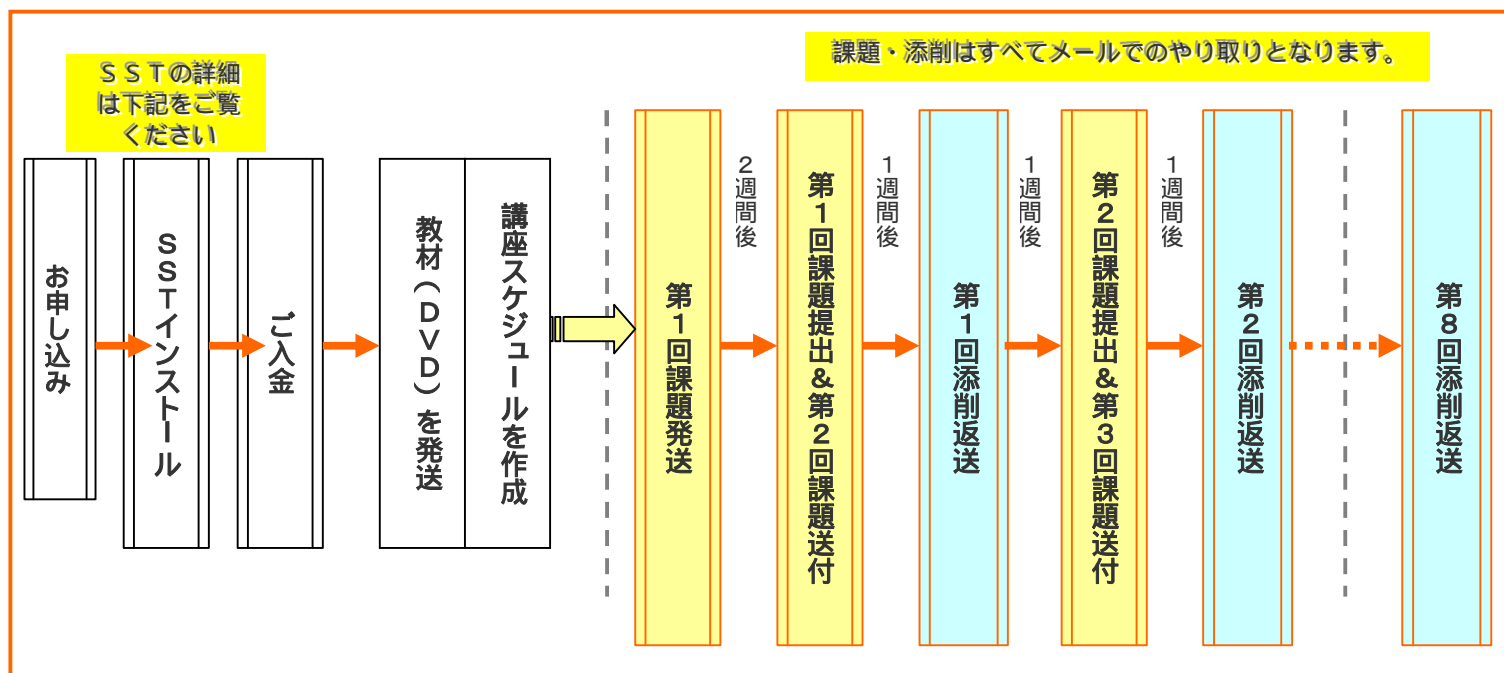 課題・添削はすべてメールでのやり取りとなります。
ＳＳＴの詳細
は下記をご覧
ください
お申し込み
ＳＳＴインストール
ご入金
教材（ＤＶＤ）を発送
講座スケジュールを作成
第１回課題発送
２週間後
第１回課題提出＆第２回課題送付
１週間後
第１回添削返送
１週間後
第２回課題提出＆第３回課題送付
１週間後
第２回添削返送
第８回添削返送